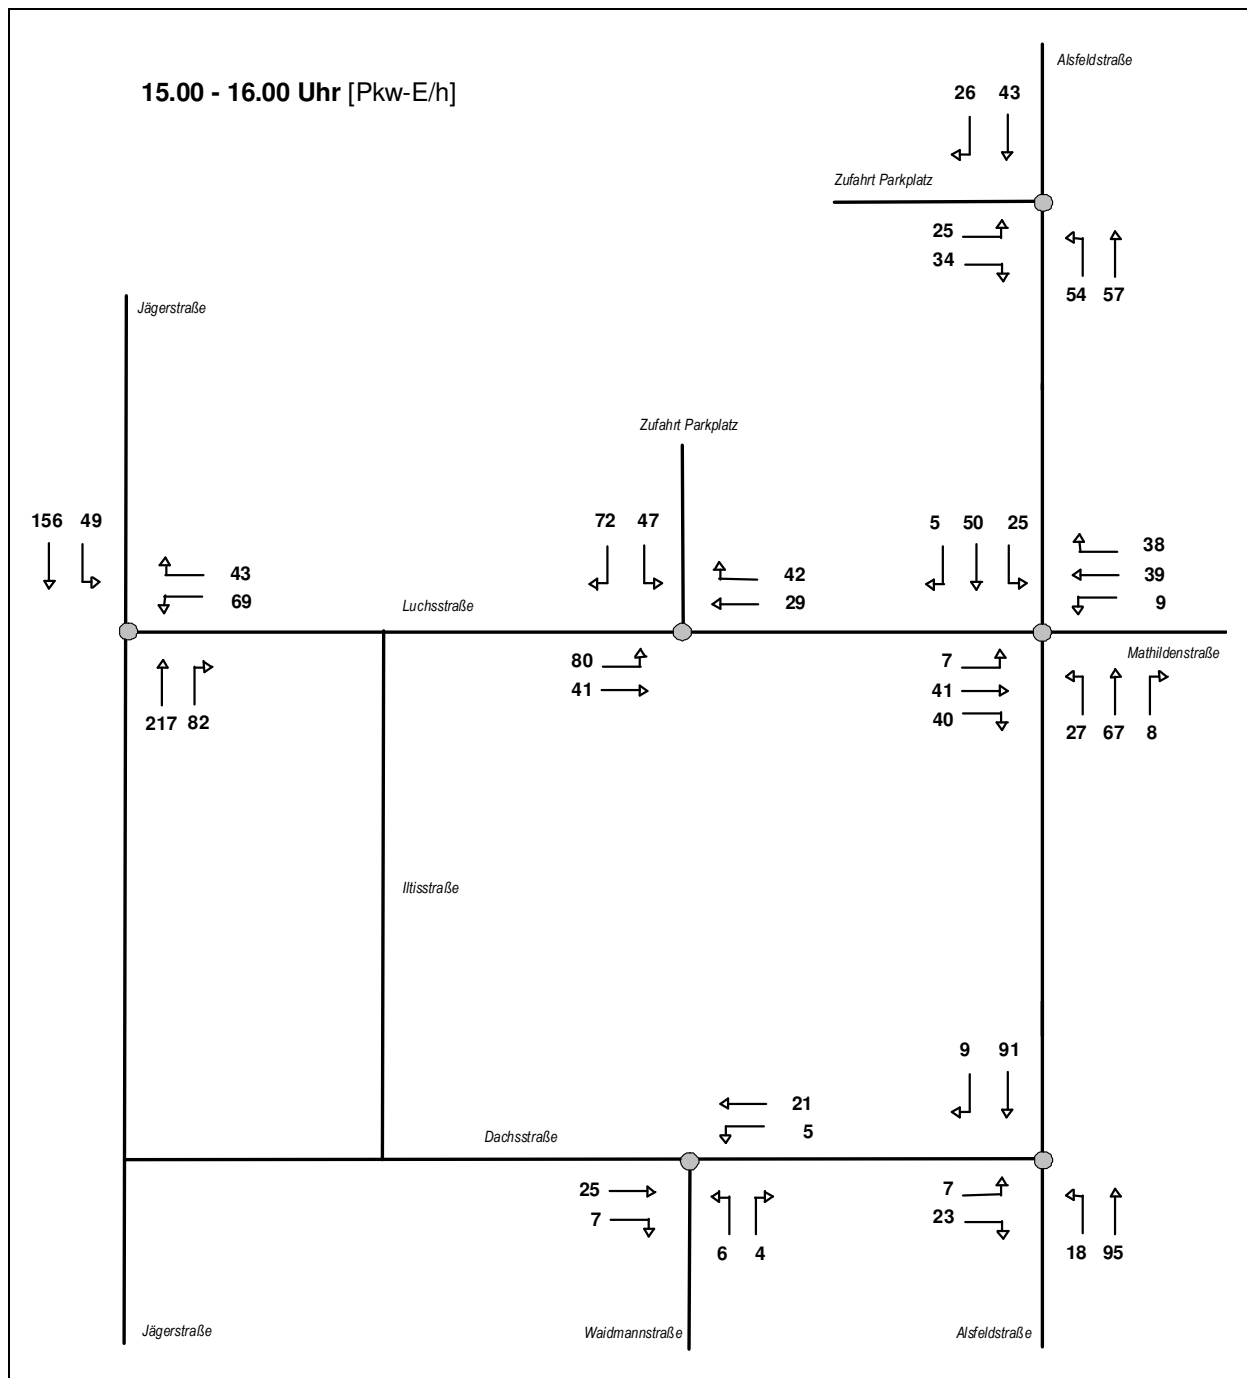 Alsfeldstraße
15.00 - 16.00 Uhr [Pkw-E/h]
26 43
Zufahrt Parkplatz
25
34
54 57
Jägerstraße
Zufahrt Parkplatz
156 49
72 47
5 50 25
38
43
42
39
69
29
9
Luchsstraße
Mathildenstraße
80
7
41
41
40
217 82
27 67 8
Iltisstraße
9 91
21
5
Dachsstraße
25
7
7
23
6 4
18 95
Jägerstraße
Waidmannstraße
Alsfeldstraße